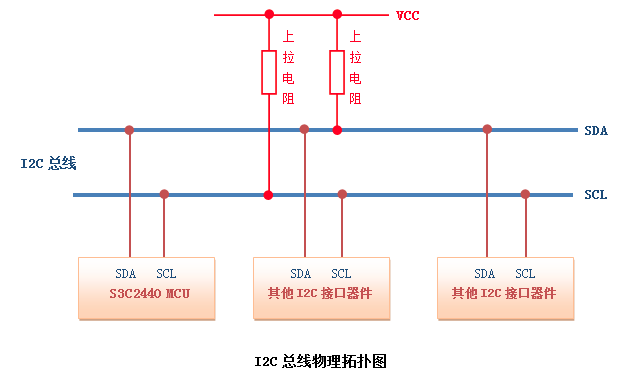 VCC
上拉电阻
上拉电阻
SDA
I2C 总线
SCL
SDA SCL
S3C2440 MCU
SDA SCL
其他 I2C 接口器件
SDA SCL
其他 I2C 接口器件
I2C 总线物理拓扑图